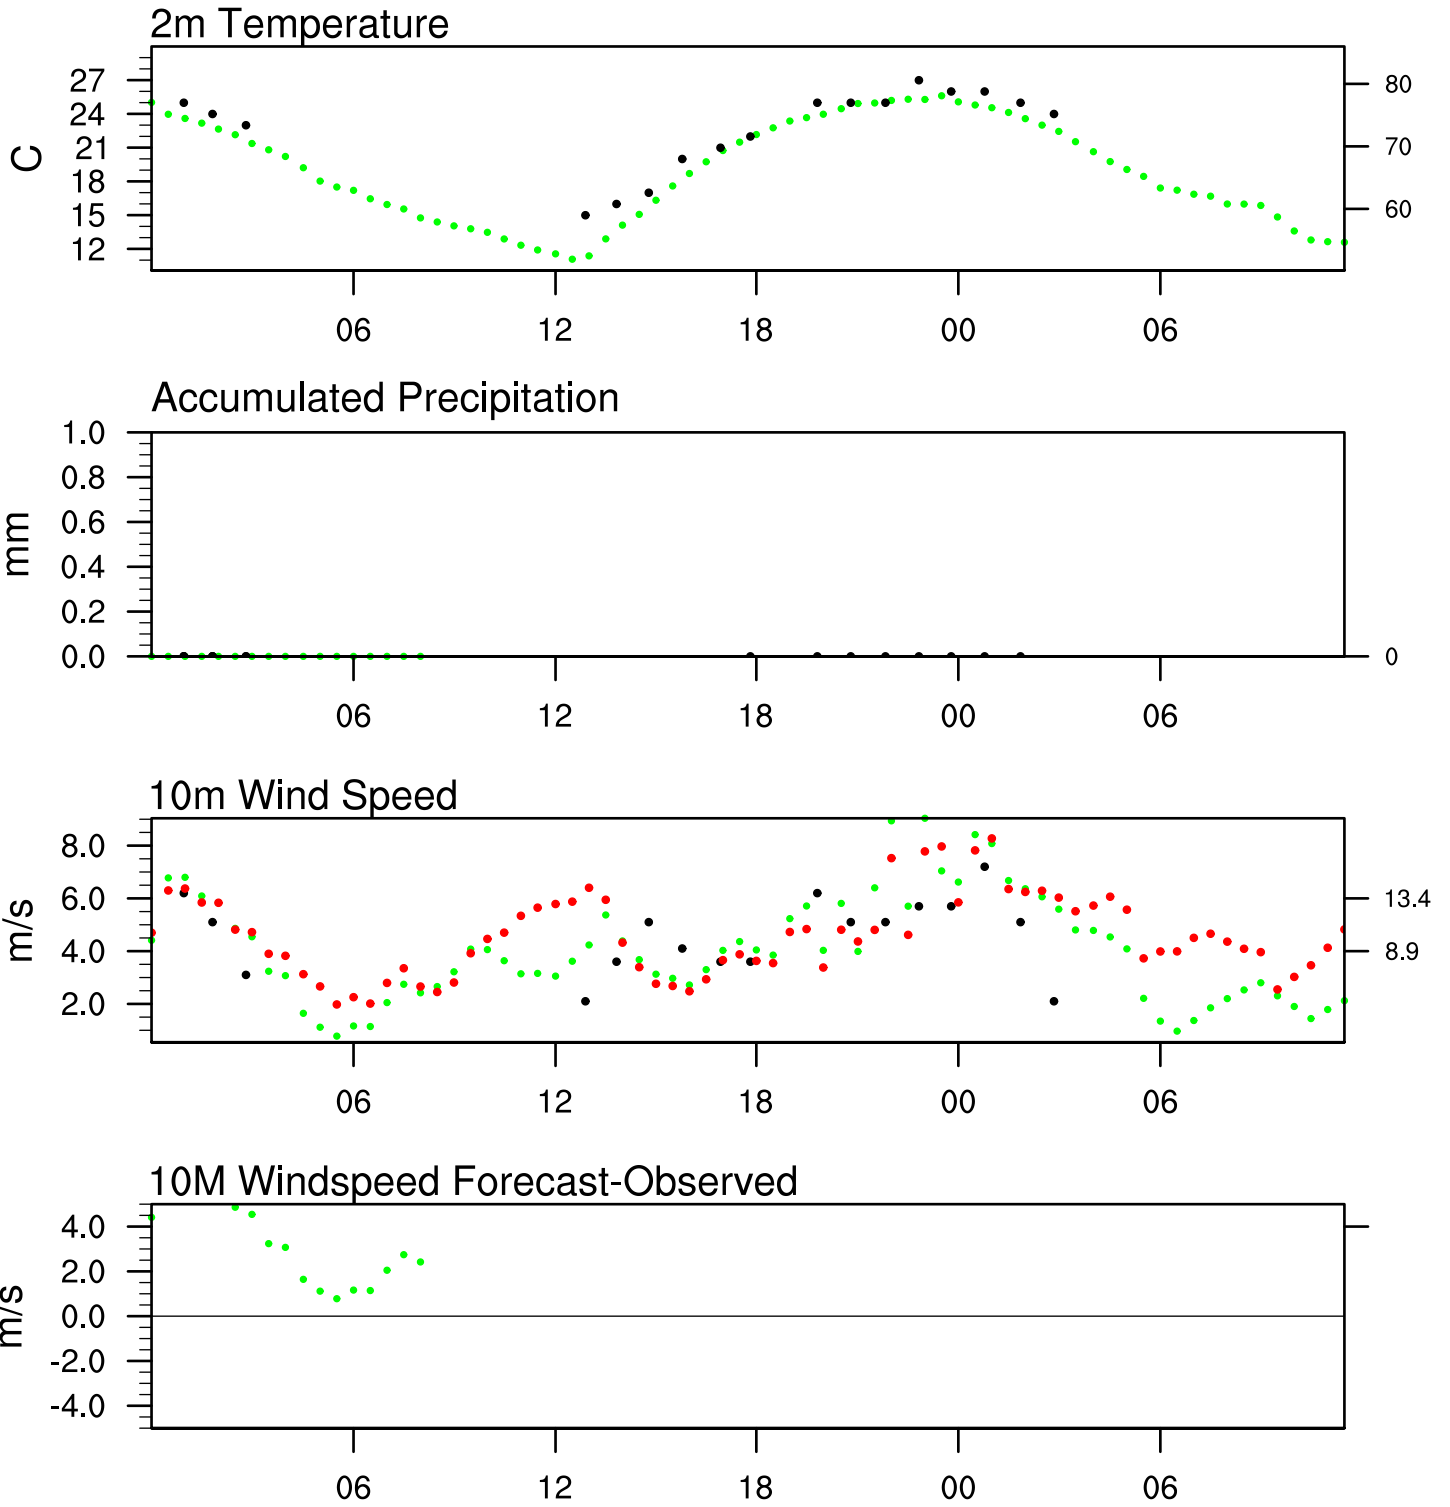 2m Temperature
27
24
21
18
15
12
C
80
70
60
06 12 18 00 06
Accumulated Precipitation
1.0
0.8
0.6
0.4
0.2
0.0
mm
0
06 12 18 00 06
10m Wind Speed
8.0
6.0
4.0
2.0
m/s
13.4
8.9
06 12 18 00 06
10M Windspeed Forecast-Observed
4.0
2.0
0.0
-2.0
-4.0
m/s
06 12 18 00 06